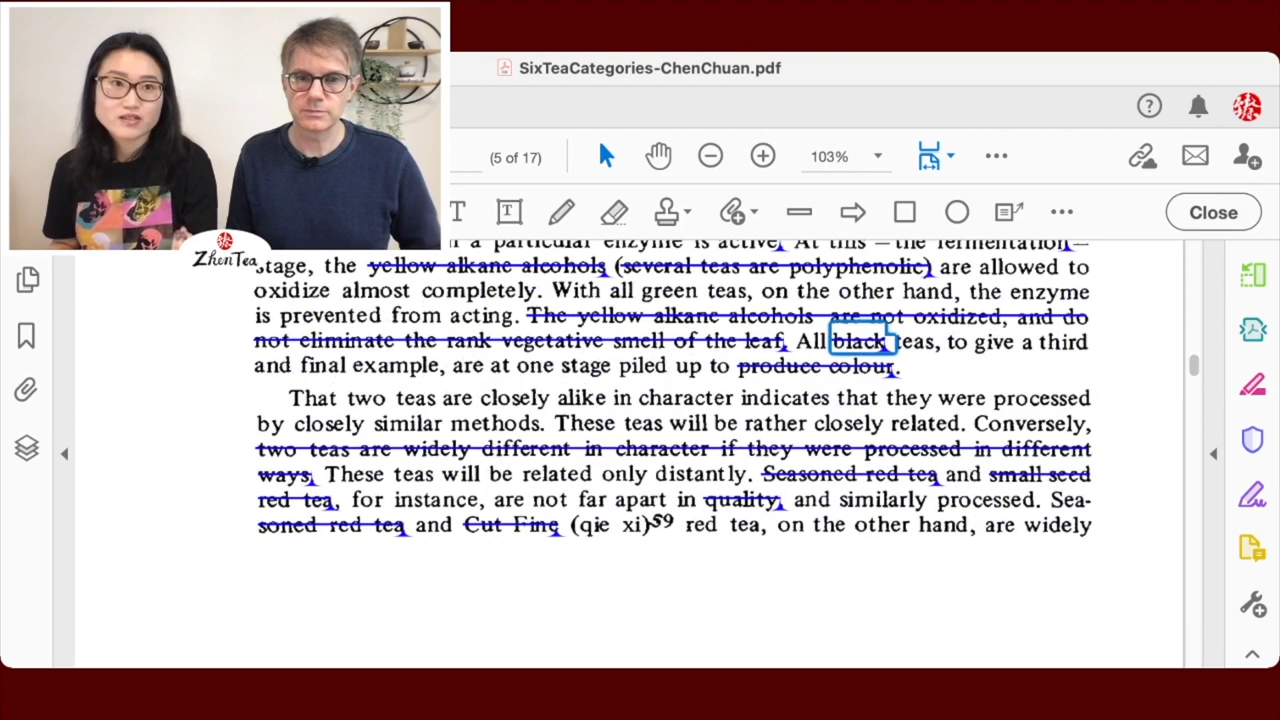 SixTeaCategories-ChenChuan.pdf
(5 of 17)
103%
T
T
Close
ZhenTea
a particular enzyme is active. At this — the fermentation—
stage, the yellow alkane alcohols (several teas are polyphenolic) are allowed to
oxidize almost completely. With all green teas, on the other hand, the enzyme
is prevented from acting. The yellow alkane alcohols are not oxidized, and do
not eliminate the rank vegetative smell of the leaf. All black teas, to give a third
and final example, are at one stage piled up to produce colour.
That two teas are closely alike in character indicates that they were processed
by closely similar methods. These teas will be rather closely related. Conversely,
two teas are widely different in character if they were processed in different
ways. These teas will be related only distantly. Seasoned red tea and small seed
red tea, for instance, are not far apart in quality, and similarly processed. Sea-
soned red tea and Cut Fine (qie xi)59 red tea, on the other hand, are widely